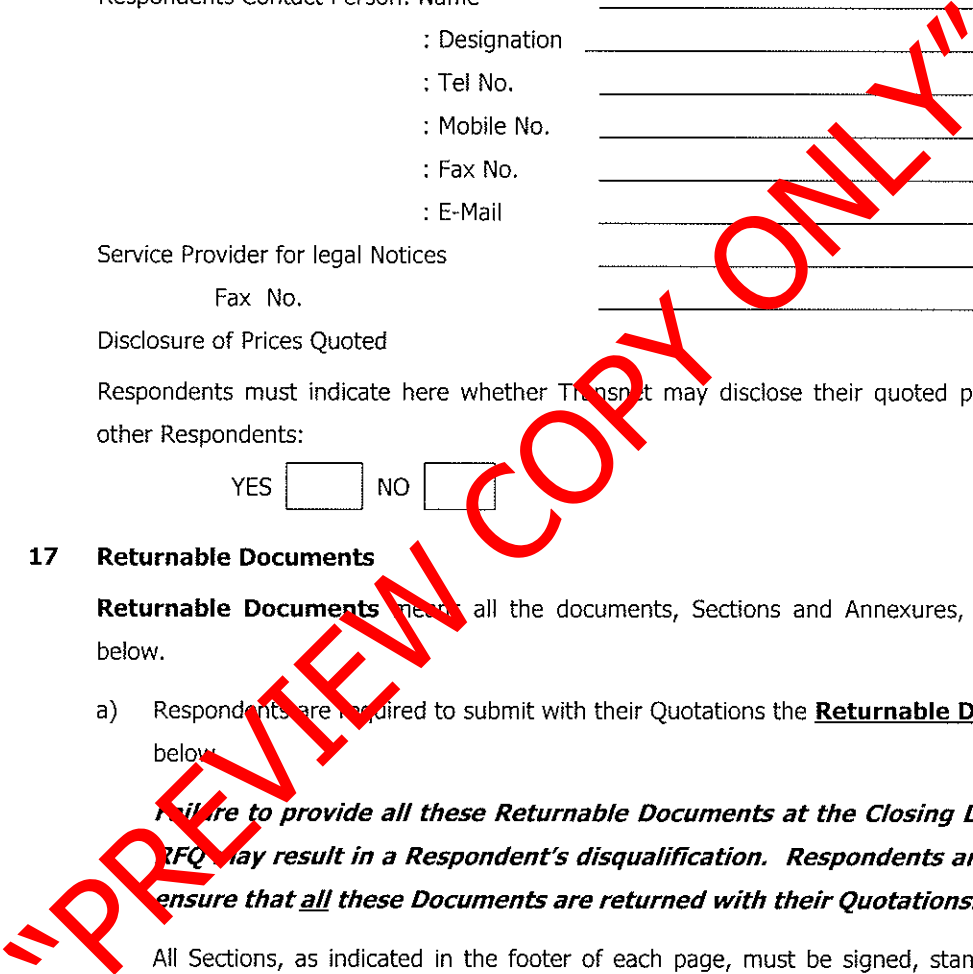 Respondents Contact Person: Name
: Designation
: Tel No.
: Mobile No.
: Fax No.
: E-Mail
Service Provider for legal Notices
Fax No.
Disclosure of Prices Quoted
Respondents must indicate here whether Transnet may disclose their quoted p
other Respondents:
YES NO
17 Returnable Documents
Returnable Documents means all the documents, Sections and Annexures,
below.
a) Respondents are required to submit with their Quotations the Returnable D
below
Failure to provide all these Returnable Documents at the Closing D
RFQ may result in a Respondent's disqualification. Respondents ar
ensure that all these Documents are returned with their Quotations.
All Sections, as indicated in the footer of each page, must be signed, stam
"PREVIEW COPY ONLY"